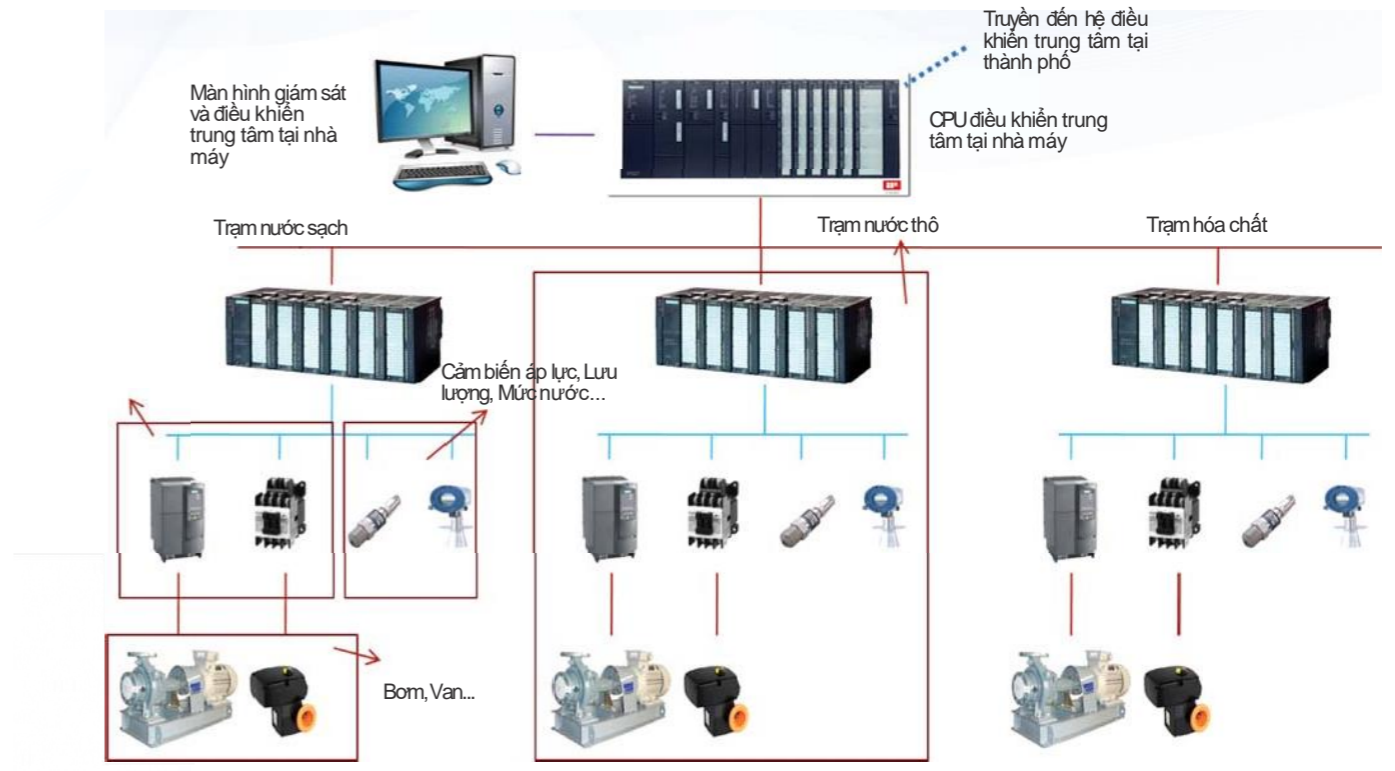 Truyền đến hệ điều
khiển trung tâm tại
thành phố
Màn hình giám sát
và điều khiển
trung tâm tại nhà
máy
CPU điều khiển trung
tâm tại nhà máy
Trạm nước sạch
Trạm nước thô
Trạm hóa chất
Cảm biến áp lực, Lưu
lượng, Mức nước...
Bơm, Van...